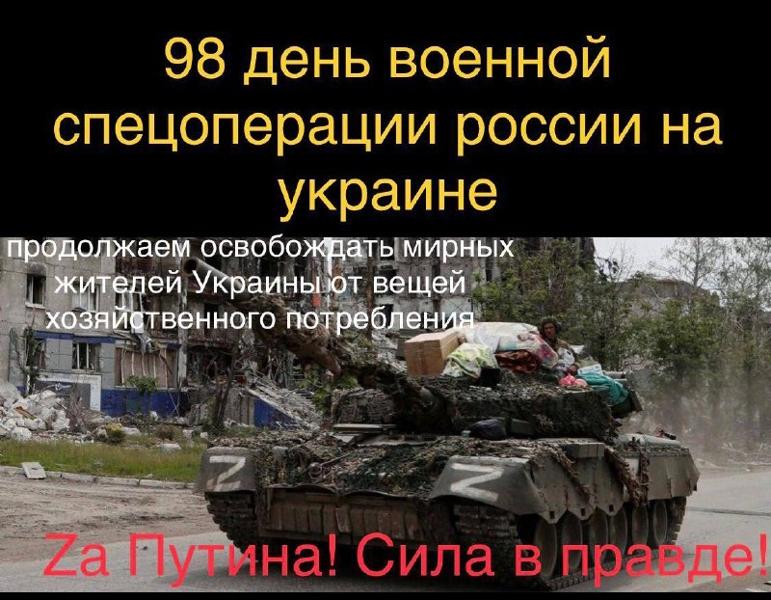 98 день военной
спецоперации россии на
украине
продолжаем освобождать мирных
жителей Украины от вещей
хозяйственного потребления
Z
Z
Zа Путина! Сила в правде!